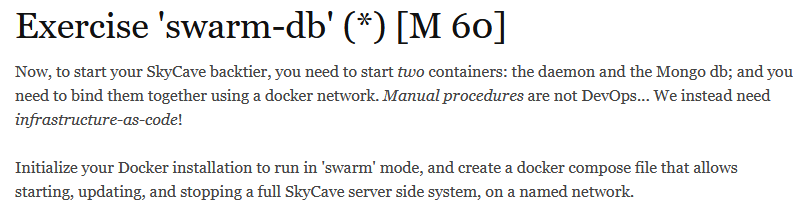 Exercise 'swarm-db' (*) [M 60]
Now, to start your SkyCave backtier, you need to start two containers: the daemon and the Mongo db; and you
need to bind them together using a docker network. Manual procedures are not DevOps... We instead need
infrastructure-as-code!
Initialize your Docker installation to run in 'swarm' mode, and create a docker compose file that allows
starting, updating, and stopping a full SkyCave server side system, on a named network.